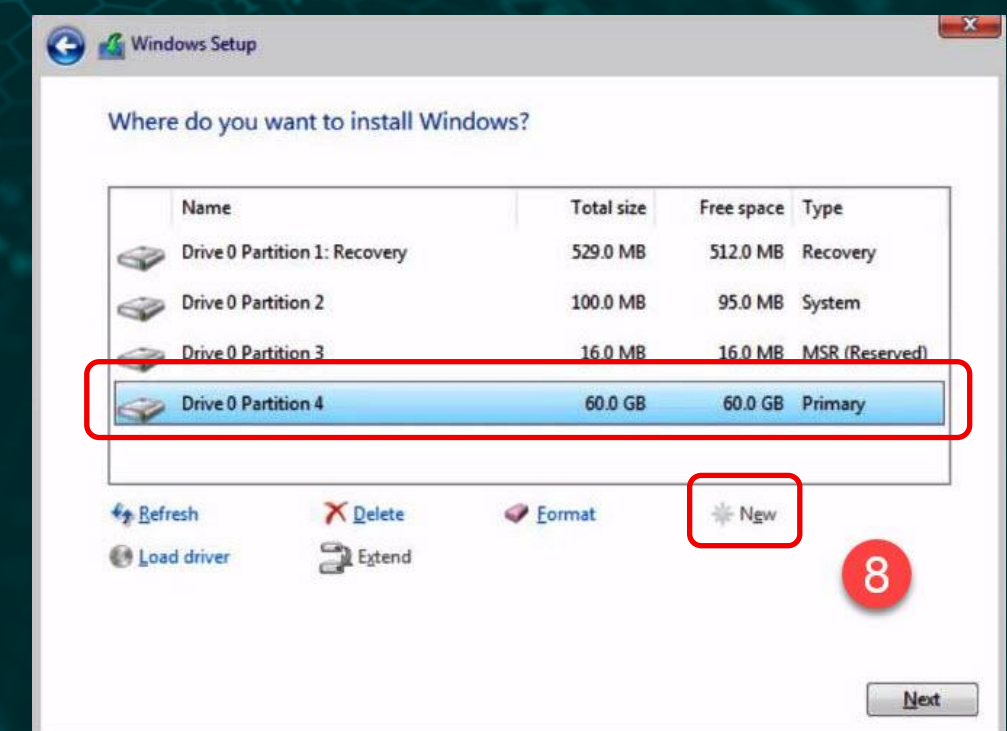 Windows Setup
Where do you want to install Windows?
Name Total size Free space Type
Drive 0 Partition 1: Recovery 529.0 MB 512.0 MB Recovery
Drive 0 Partition 2 100.0 MB 95.0 MB System
Drive 0 Partition 3 16.0 MB 16.0 MB MSR (Reserved)
Drive 0 Partition 4 60.0 GB 60.0 GB Primary
Refresh Delete Format New
Load driver Extend
8
Next